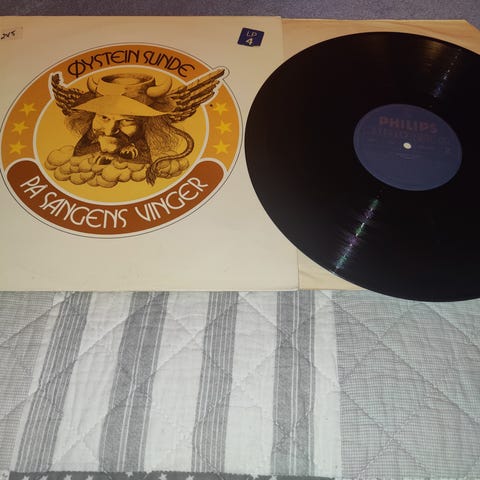 245
LP
4
ØYSTEIN SUNDE
PÅ SANGENS VINGER
PHILIPS